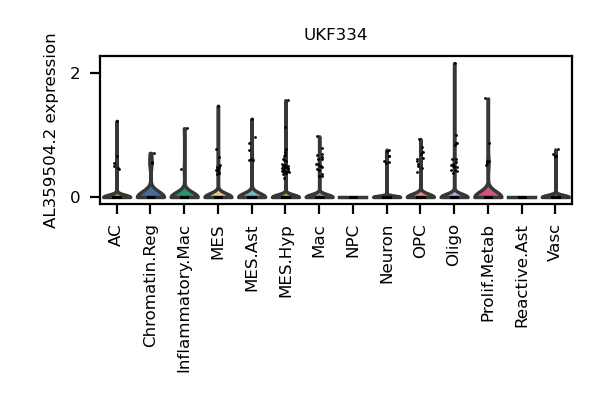 UKF334
AL359504.2 expression
2
0
AC
Chromatin.Reg
Inflammatory.Mac
MES
MES.Ast
MES.Hyp
Mac
NPC
Neuron
OPC
Oligo
Prolif.Metab
Reactive.Ast
Vasc